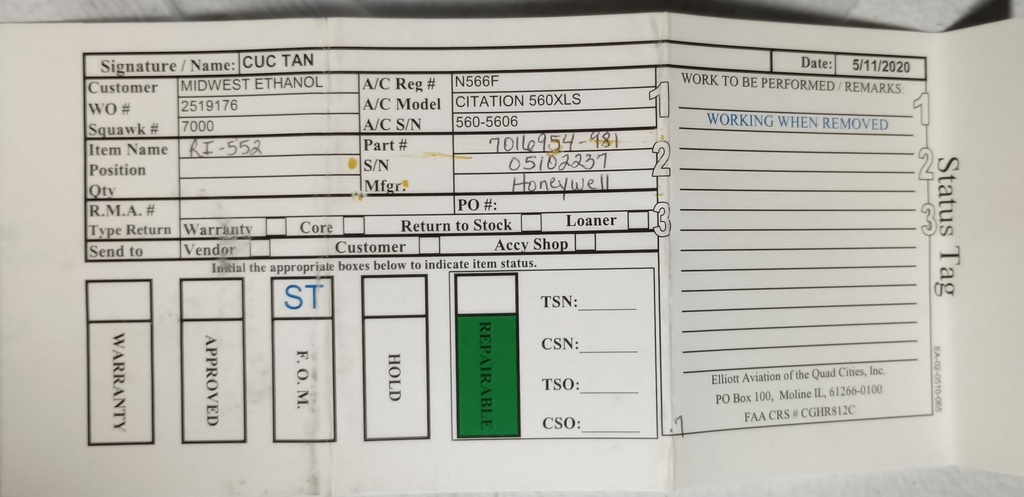 Signature / Name: CUC TAN Date: 5/11/2020
Customer MIDWEST ETHANOL A/C Reg # N566F
WO # 2519176 A/C Model CITATION 560XLS
Squawk # 7000 A/C S/N 560-5606
Item Name RI-552 Part # 7016954-981
Position S/N 05102237
Qty Mfgr: Honeywell
R.M.A. # PO #:
Type Return Warranty Core Return to Stock Loaner
Send to Vendor Customer Accy Shop
Initial the appropriate boxes below to indicate item status.
WARRANTY
APPROVED
ST
F.O.M.
HOLD
REPAIRABLE
TSN:
CSN:
TSO:
CSO:
1
2
3
WORK TO BE PERFORMED / REMARKS:
WORKING WHEN REMOVED
1
2
3
Elliott Aviation of the Quad Cities, Inc.
PO Box 100, Moline IL, 61266-0100
FAA CRS # CGHR812C
Status Tag